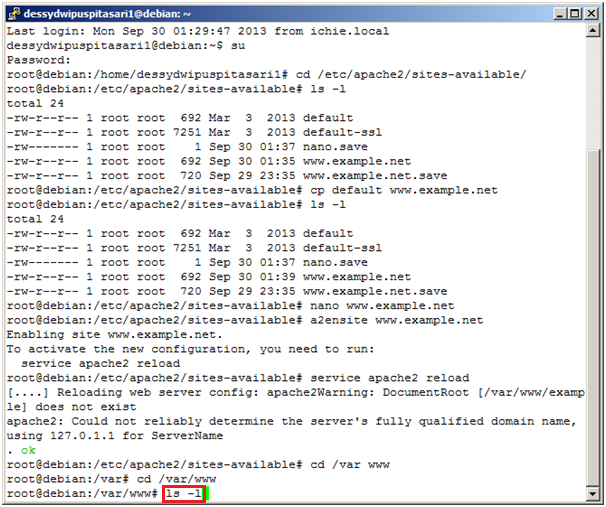 dessydwipuspitasari1@debian: ~
Last login: Mon Sep 30 01:29:47 2013 from ichie.local
dessydwipuspitasari1@debian:~$ su
Password:
root@debian:/home/dessydwipuspitasari1# cd /etc/apache2/sites-available/
root@debian:/etc/apache2/sites-available# ls -l
total 24
-rw-r--r-- 1 root root  692 Mar  3  2013 default
-rw-r--r-- 1 root root 7251 Mar  3  2013 default-ssl
-rw------- 1 root root    1 Sep 30 01:37 nano.save
-rw-r--r-- 1 root root  692 Sep 30 01:35 www.example.net
-rw-r--r-- 1 root root  720 Sep 29 23:35 www.example.net.save
root@debian:/etc/apache2/sites-available# cp default www.example.net
root@debian:/etc/apache2/sites-available# ls -l
total 24
-rw-r--r-- 1 root root  692 Mar  3  2013 default
-rw-r--r-- 1 root root 7251 Mar  3  2013 default-ssl
-rw------- 1 root root    1 Sep 30 01:37 nano.save
-rw-r--r-- 1 root root  692 Sep 30 01:39 www.example.net
-rw-r--r-- 1 root root  720 Sep 29 23:35 www.example.net.save
root@debian:/etc/apache2/sites-available# nano www.example.net
root@debian:/etc/apache2/sites-available# a2ensite www.example.net
Enabling site www.example.net.
To activate the new configuration, you need to run:
  service apache2 reload
root@debian:/etc/apache2/sites-available# service apache2 reload
[....] Reloading web server config: apache2Warning: DocumentRoot [/var/www/examp
le] does not exist
apache2: Could not reliably determine the server's fully qualified domain name,
using 127.0.1.1 for ServerName
. ok
root@debian:/etc/apache2/sites-available# cd /var www
root@debian:/var# cd /var/www
root@debian:/var/www# ls -l